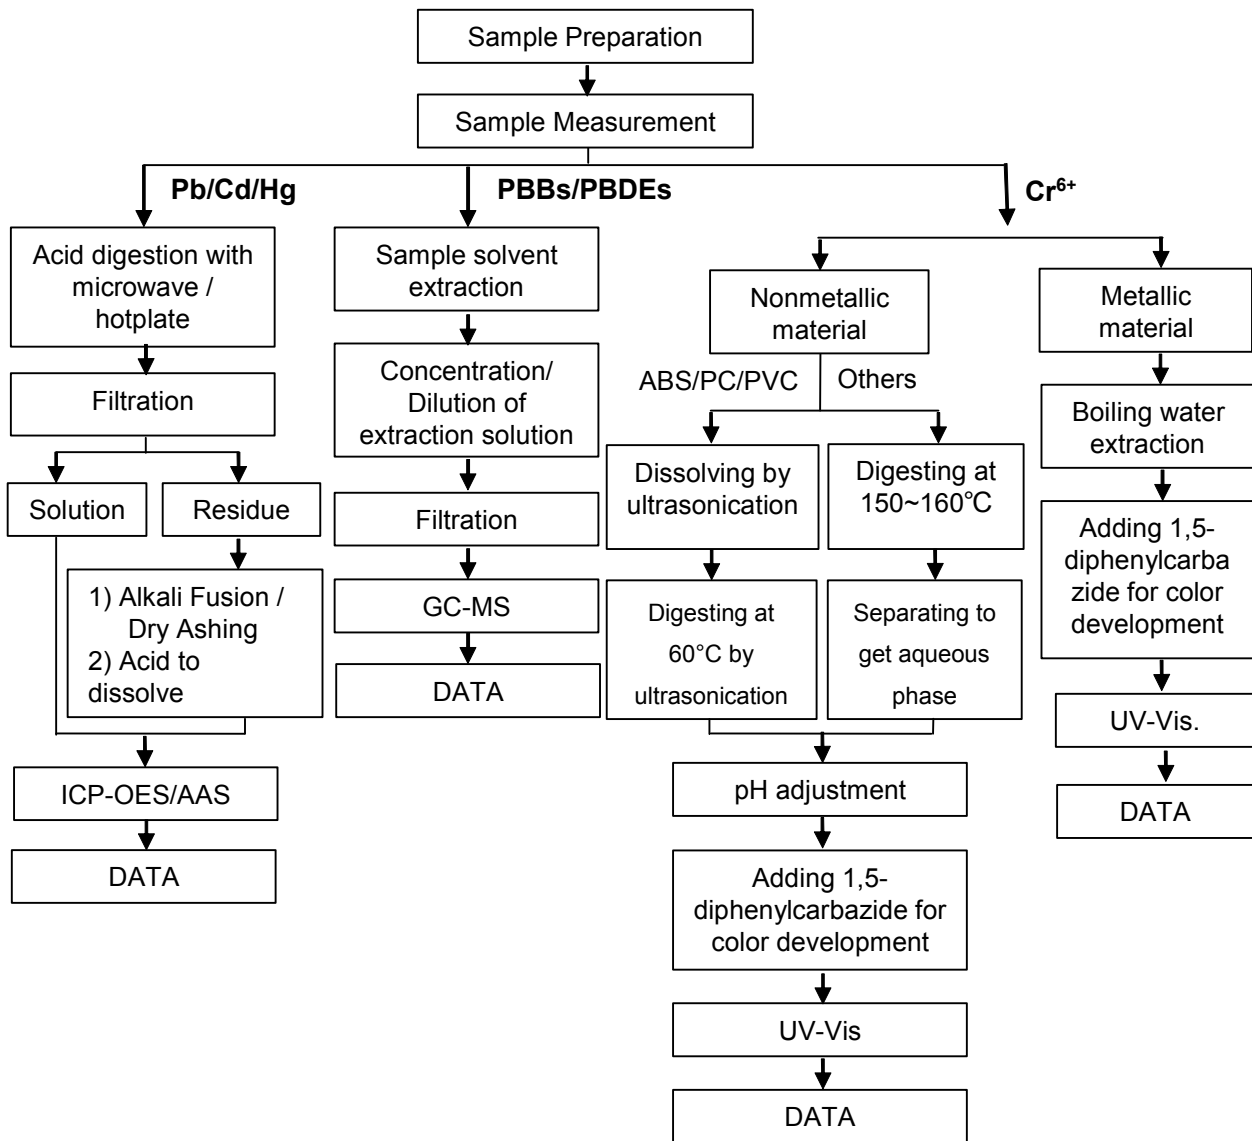 Sample Preparation
Sample Measurement
Pb/Cd/Hg
PBBs/PBDEs
Cr⁶⁺
Acid digestion with
microwave /
hotplate
Filtration
Solution
Residue
1) Alkali Fusion /
Dry Ashing
2) Acid to
dissolve
ICP-OES/AAS
DATA
Sample solvent
extraction
Concentration/
Dilution of
extraction solution
Filtration
GC-MS
DATA
Nonmetallic
material
ABS/PC/PVC
Others
Dissolving by
ultrasonication
Digesting at
60°C by
ultrasonication
Digesting at
150~160℃
Separating to
get aqueous
phase
pH adjustment
Adding 1,5-
diphenylcarbazide for
color development
UV-Vis
DATA
Metallic
material
Boiling water
extraction
Adding 1,5-
diphenylcarba
zide for color
development
UV-Vis.
DATA